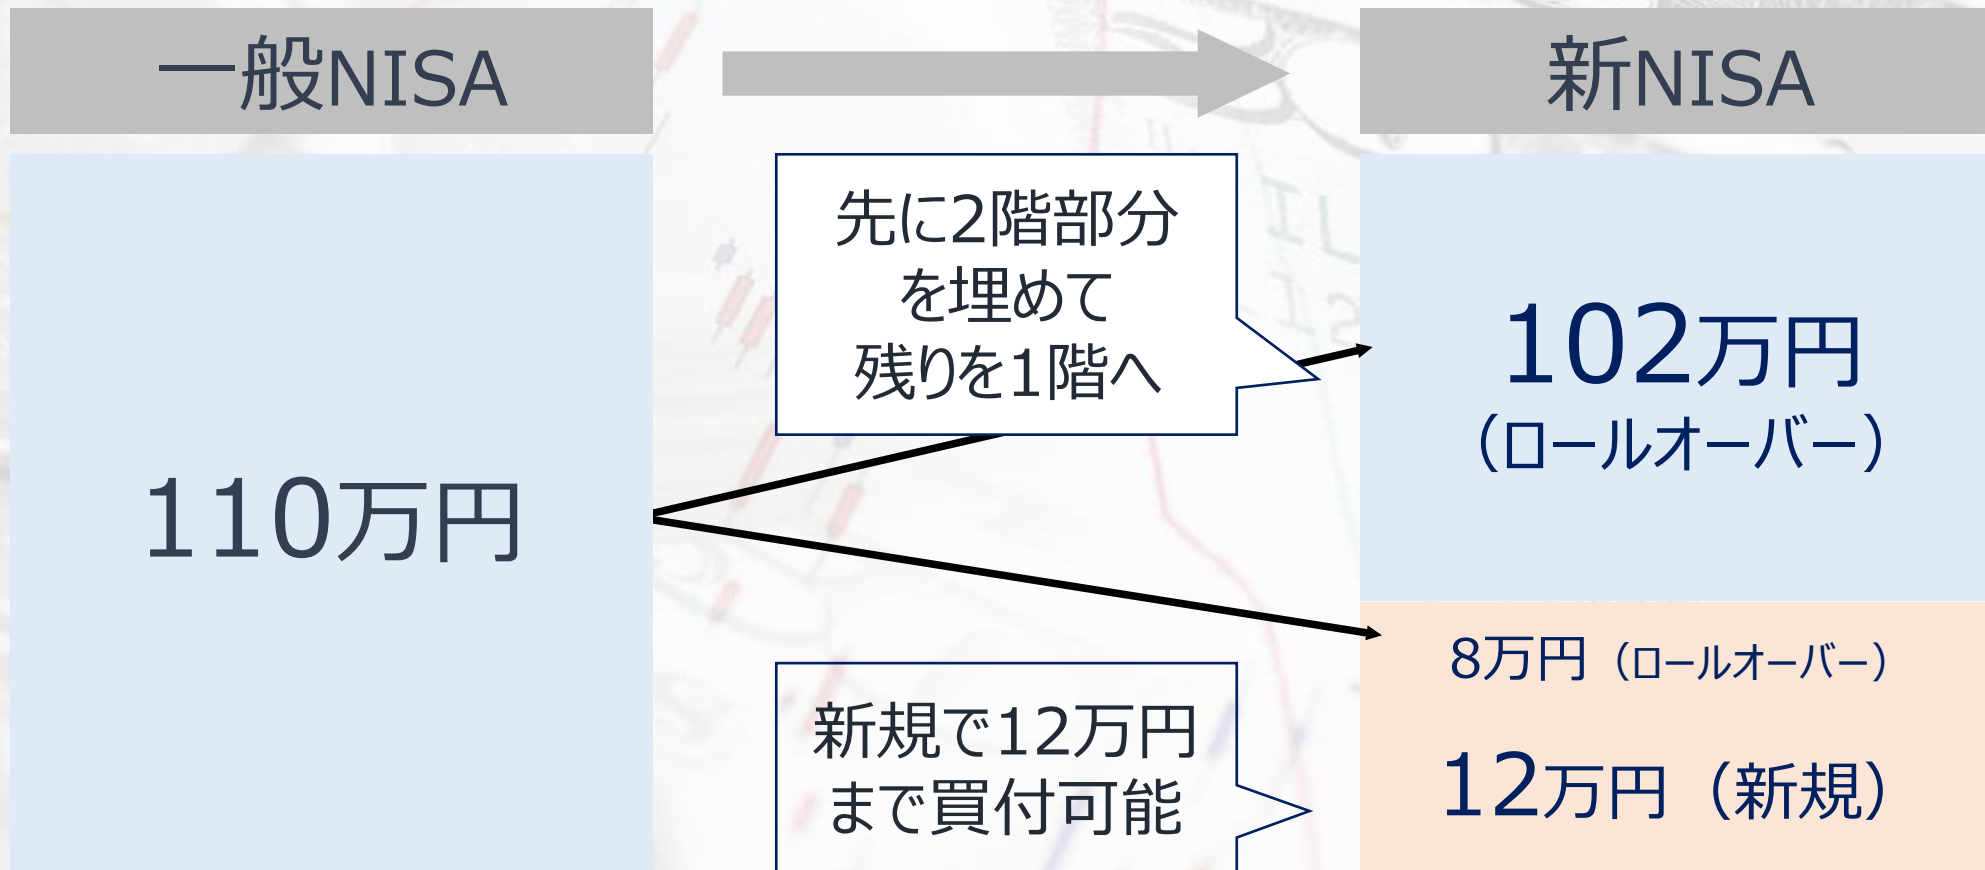 一般NISA
新NISA
先に2階部分
を埋めて
残りを1階へ
110万円
102万円
（ロールオーバー）
8万円（ロールオーバー）
新規で12万円
まで買付可能
12万円（新規）